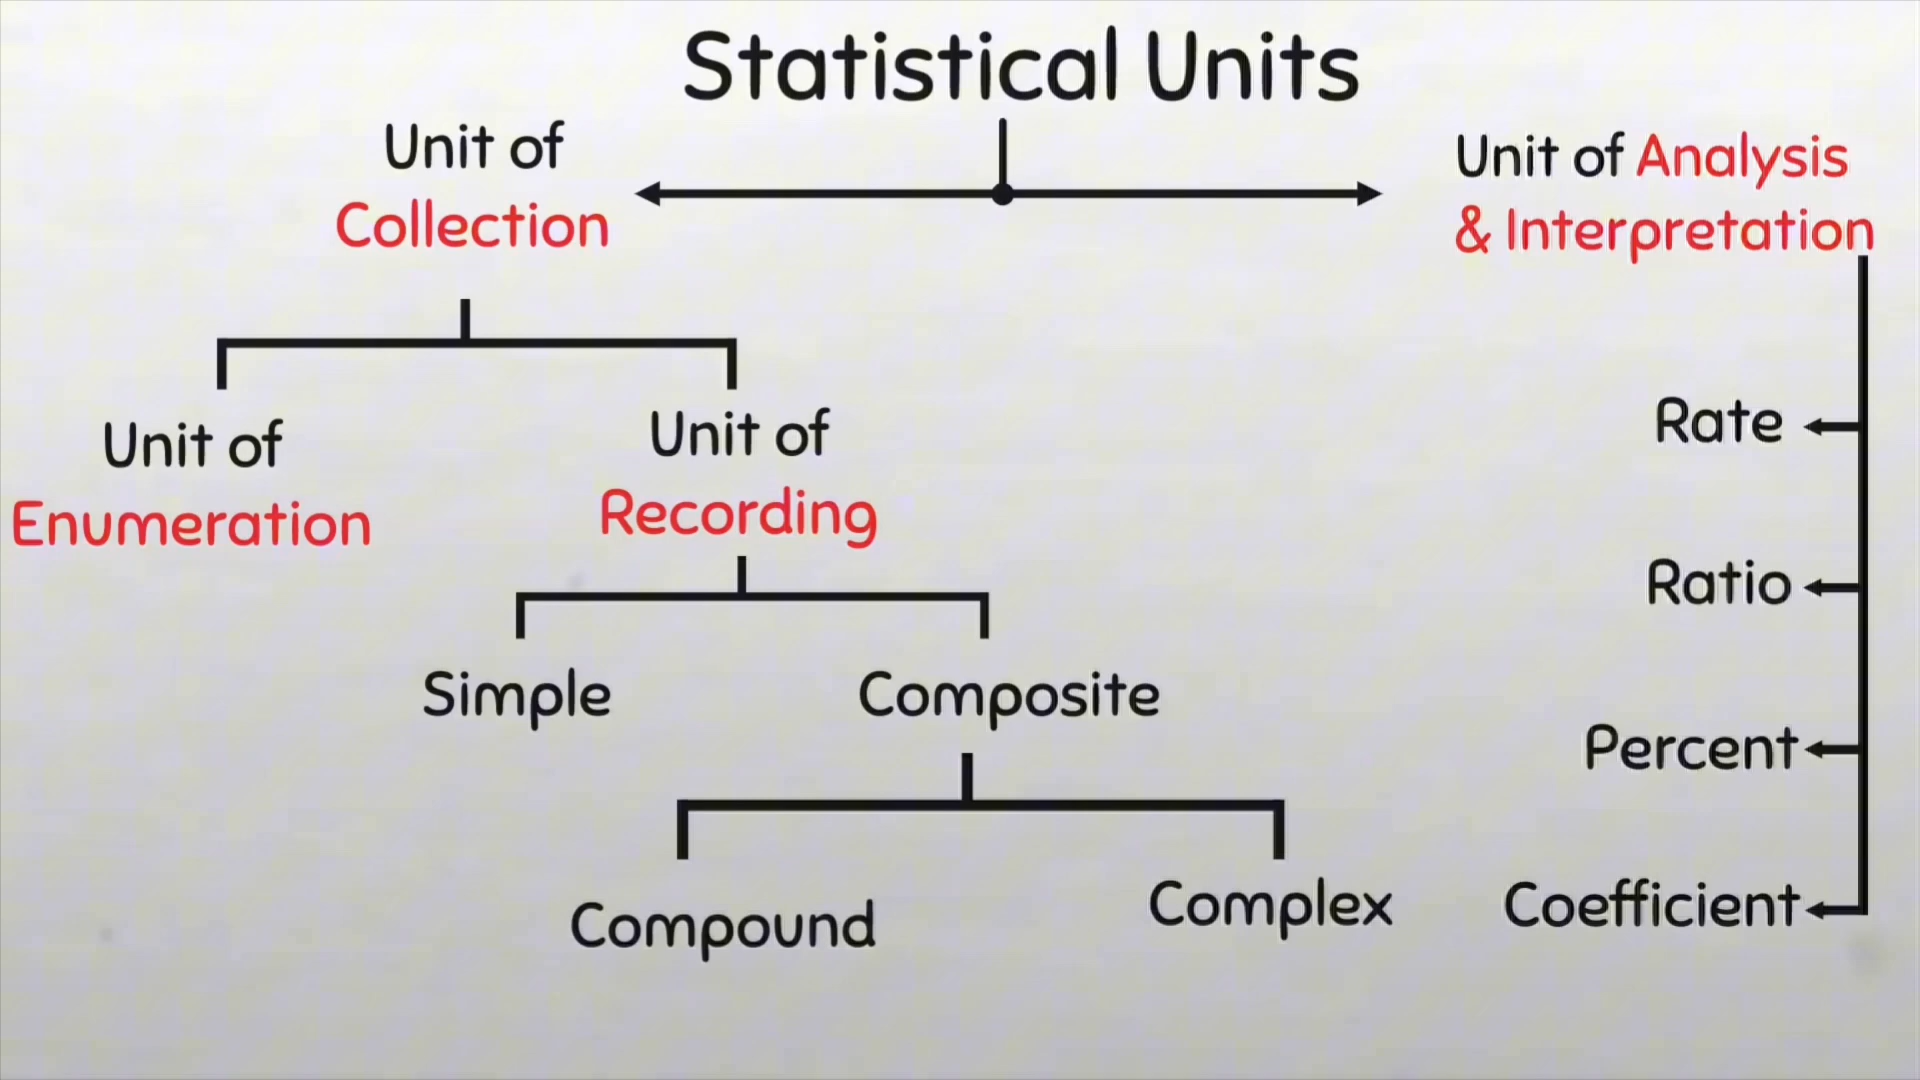 Statistical Units
Unit of
Collection
Unit of Analysis
& Interpretation
Unit of
Enumeration
Unit of
Recording
Simple
Composite
Compound
Complex
Rate
Ratio
Percent
Coefficient